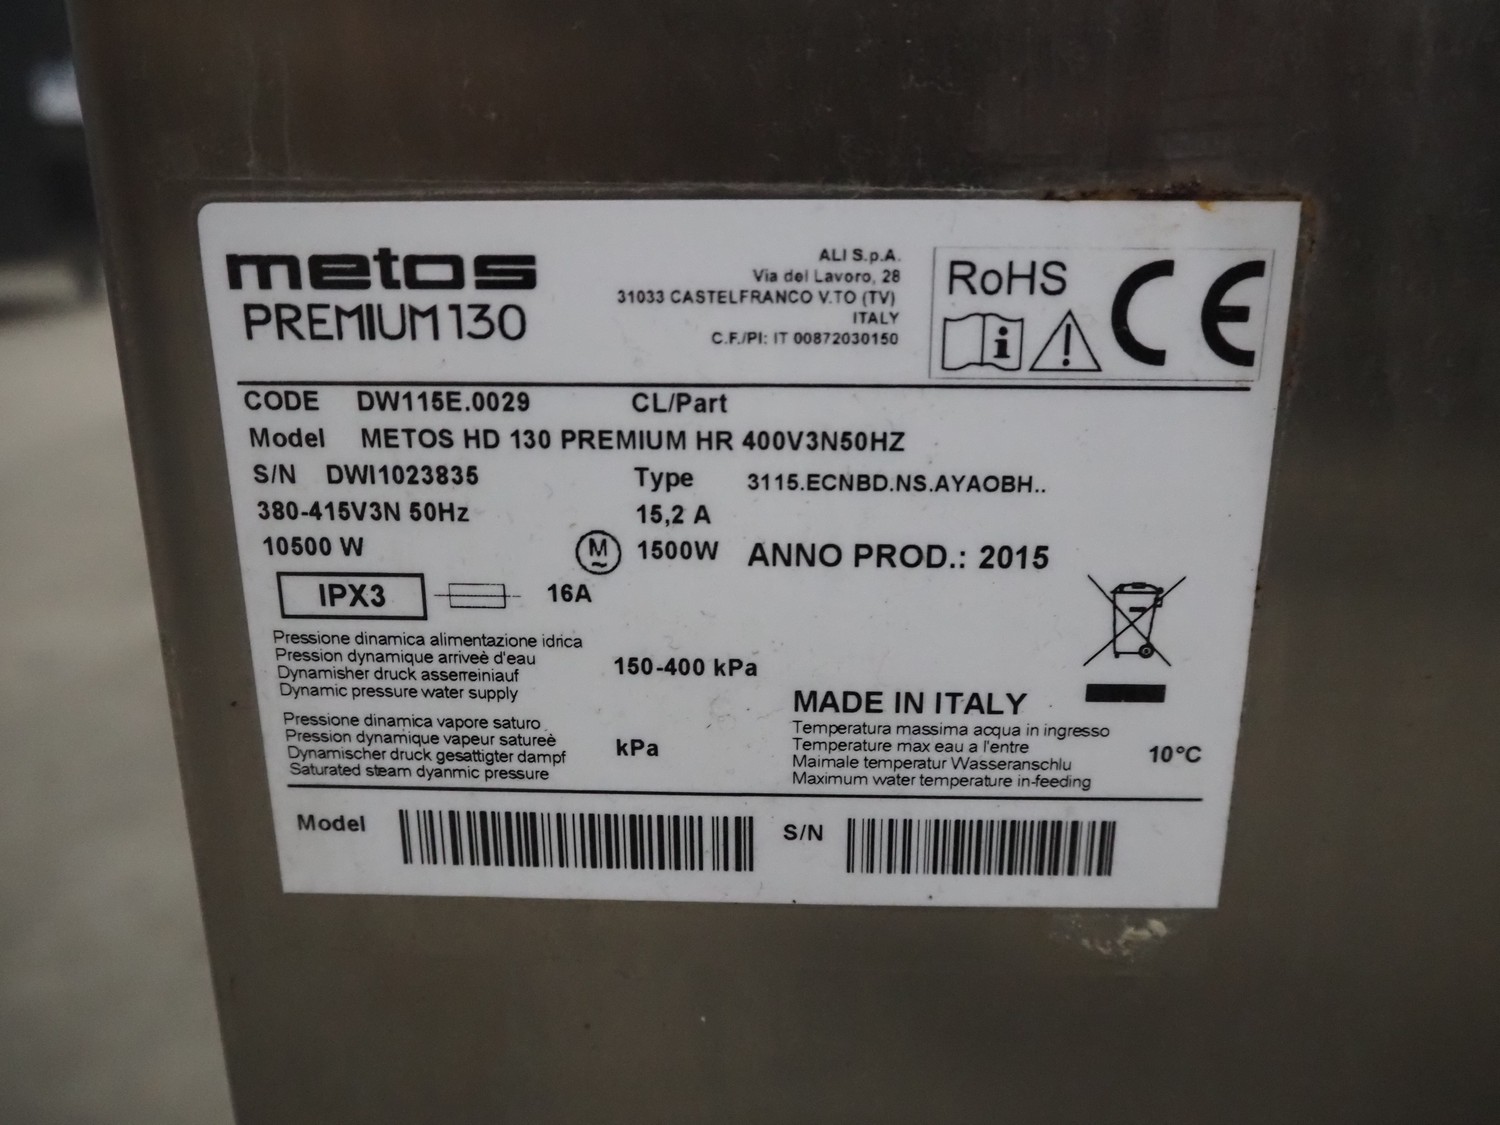 metos
PREMIUM 130
ALI S.p.A.
Via del Lavoro, 28
31033 CASTELFRANCO V.TO (TV)
ITALY
C.F./PI: IT 00872030150
RoHS
CE
CODE DW115E.0029 CL/Part
Model METOS HD 130 PREMIUM HR 400V3N50HZ
S/N DWI1023835 Type 3115.ECNBD.NS.AYAOBH..
380-415V3N 50Hz 15,2 A
10500 W M 1500W ANNO PROD.: 2015
IPX3 16A
Pressione dinamica alimentazione idrica
Pression dynamique arriveè d'eau
Dynamisher druck asserreiniauf
Dynamic pressure water supply
150-400 kPa
Pressione dinamica vapore saturo
Pression dynamique vapeur satureè
Dynamischer druck gesattigter dampf
Saturated steam dyanmic pressure
kPa
MADE IN ITALY
Temperatura massima acqua in ingresso
Temperature max eau a l'entre
Maimale temperatur Wasseranschlu
Maximum water temperature in-feeding
10°C
Model S/N